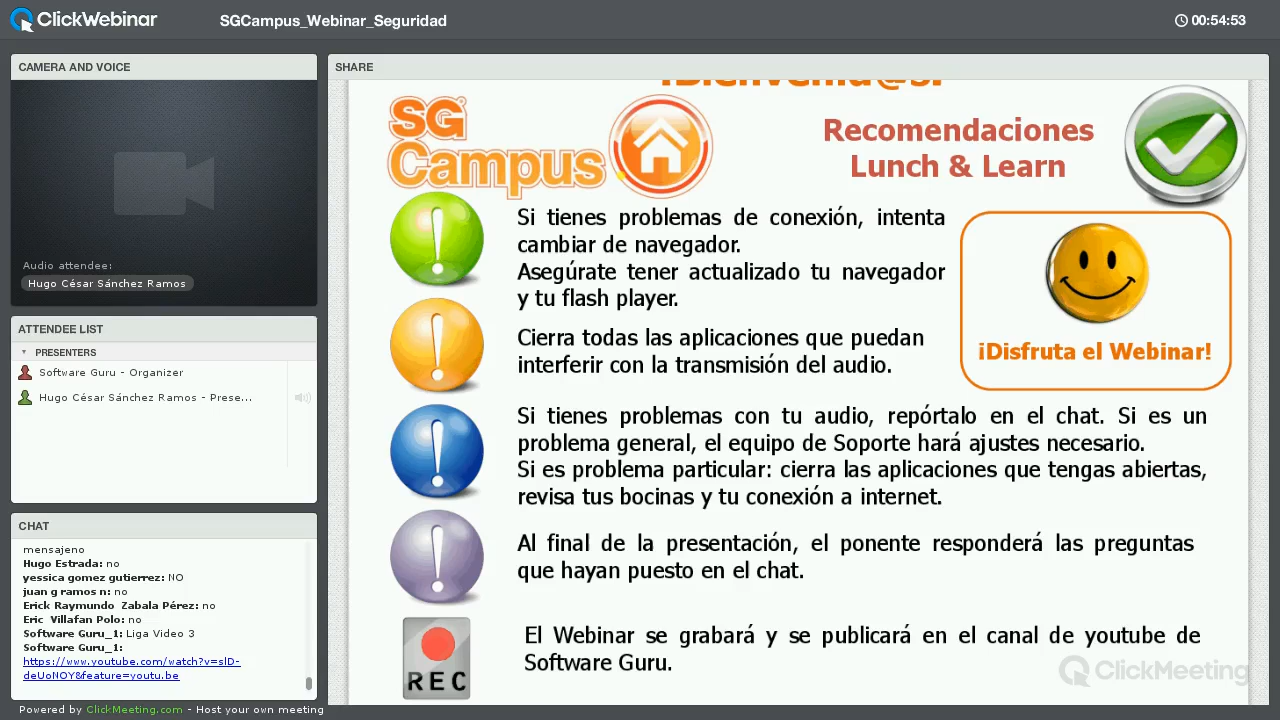 ClickWebinar
SGCampus_Webinar_Seguridad
00:54:53
CAMERA AND VOICE
Audio attendee:
Hugo César Sánchez Ramos
ATTENDEE LIST
PRESENTERS
Software Guru - Organizer
Hugo César Sánchez Ramos - Prese...
CHAT
Hugo Estrada: no
yessica gomez gutierrez: NO
juan granados n: no
Erick Raymundo Zabala Pérez: no
Eric Villafan Polo: no
Software Guru_1: Liga Video 3
Software Guru_1:
https://www.youtube.com/watch?v=slD-
deUoNOY&feature=youtu.be
Powered by ClickMeeting.com - Host your own meeting
SHARE
SG
Campus
Recomendaciones
Lunch & Learn
Si tienes problemas de conexión, intenta
cambiar de navegador.
Asegúrate tener actualizado tu navegador
y tu flash player.
¡Disfruta el Webinar!
Cierra todas las aplicaciones que puedan
interferir con la transmisión del audio.
Si tienes problemas con tu audio, repórtalo en el chat. Si es un
problema general, el equipo de Soporte hará ajustes necesario.
Si es problema particular: cierra las aplicaciones que tengas abiertas,
revisa tus bocinas y tu conexión a internet.
Al final de la presentación, el ponente responderá las preguntas
que hayan puesto en el chat.
REC
El Webinar se grabará y se publicará en el canal de youtube de
Software Guru.
ClickMeeting